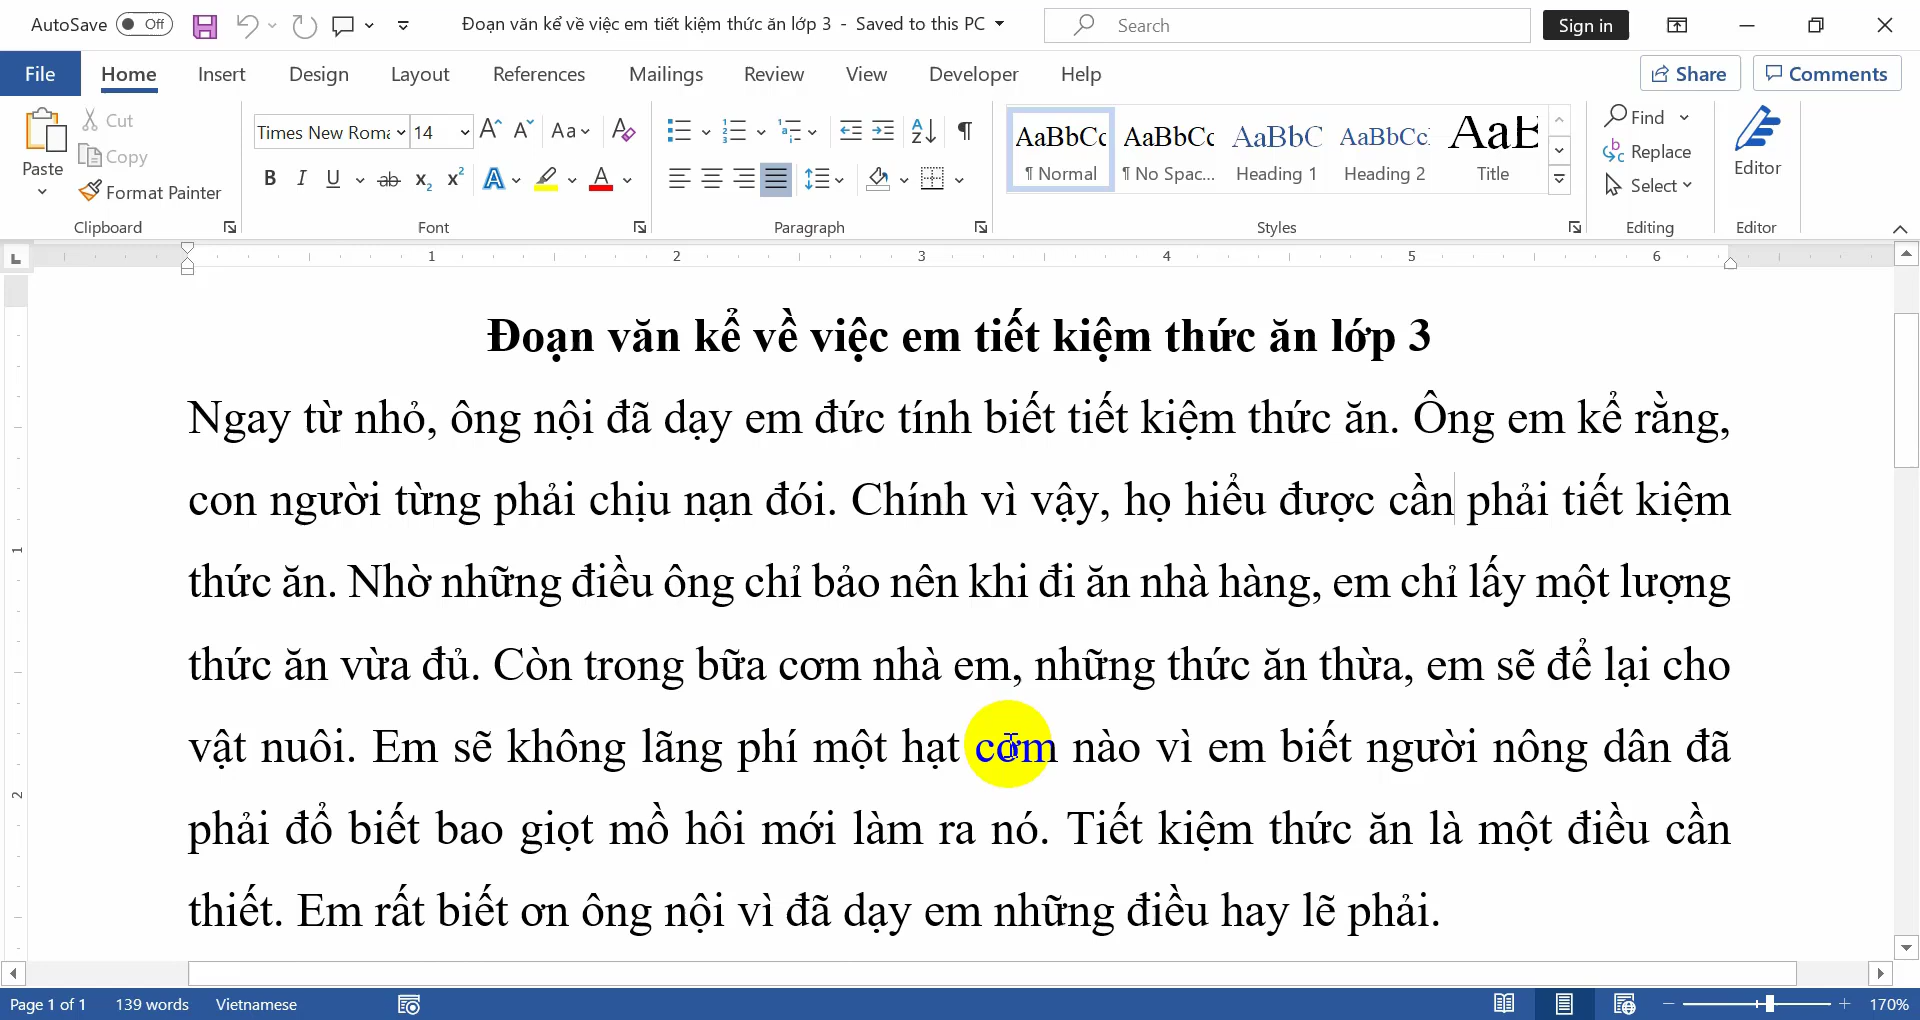 AutoSave Off Đoạn văn kể về việc em tiết kiệm thức ăn lớp 3 - Saved to this PC Search Sign in
File Home Insert Design Layout References Mailings Review View Developer Help Share Comments
Paste Cut Copy Format Painter Clipboard
Times New Roma 14 Aa Font
Paragraph
AaBbCc ¶ Normal AaBbCc ¶ No Spac... AaBbC Heading 1 AaBbCc Heading 2 AaB Title Styles
Find Replace Select Editing
Editor Editor
1 2 3 4 5 6
Đoạn văn kể về việc em tiết kiệm thức ăn lớp 3
Ngay từ nhỏ, ông nội đã dạy em đức tính biết tiết kiệm thức ăn. Ông em kể rằng,
con người từng phải chịu nạn đói. Chính vì vậy, họ hiểu được cần phải tiết kiệm
thức ăn. Nhờ những điều ông chỉ bảo nên khi đi ăn nhà hàng, em chỉ lấy một lượng
thức ăn vừa đủ. Còn trong bữa cơm nhà em, những thức ăn thừa, em sẽ để lại cho
vật nuôi. Em sẽ không lãng phí một hạt cơm nào vì em biết người nông dân đã
phải đổ biết bao giọt mồ hôi mới làm ra nó. Tiết kiệm thức ăn là một điều cần
thiết. Em rất biết ơn ông nội vì đã dạy em những điều hay lẽ phải.
1
2
Page 1 of 1 139 words Vietnamese 170%